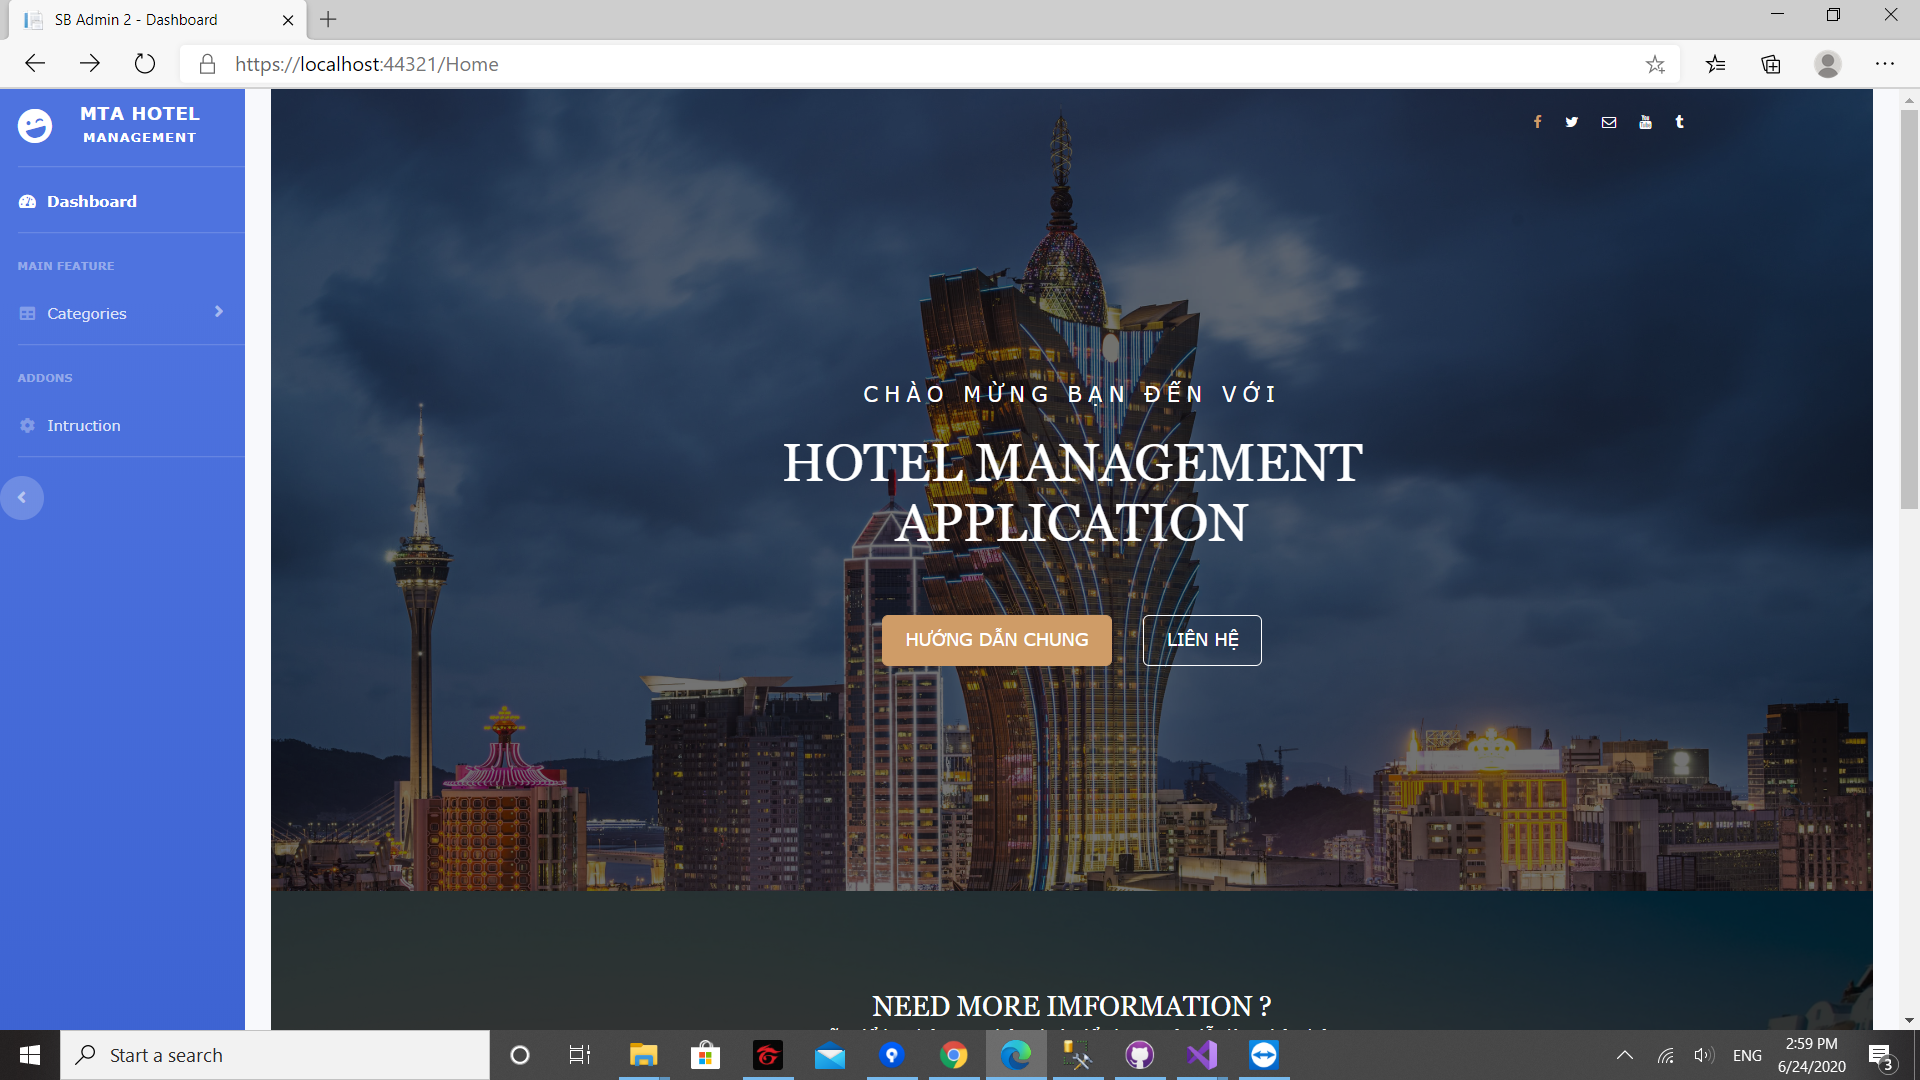 SB Admin 2 - Dashboard
https://localhost:44321/Home
MTA HOTEL
MANAGEMENT
Dashboard
MAIN FEATURE
Categories
ADDONS
Intruction
CHÀO MỪNG BẠN ĐẾN VỚI
HOTEL MANAGEMENT
APPLICATION
HƯỚNG DẪN CHUNG
LIÊN HỆ
NEED MORE IMFORMATION ?
Start a search
ENG
2:59 PM
6/24/2020
3